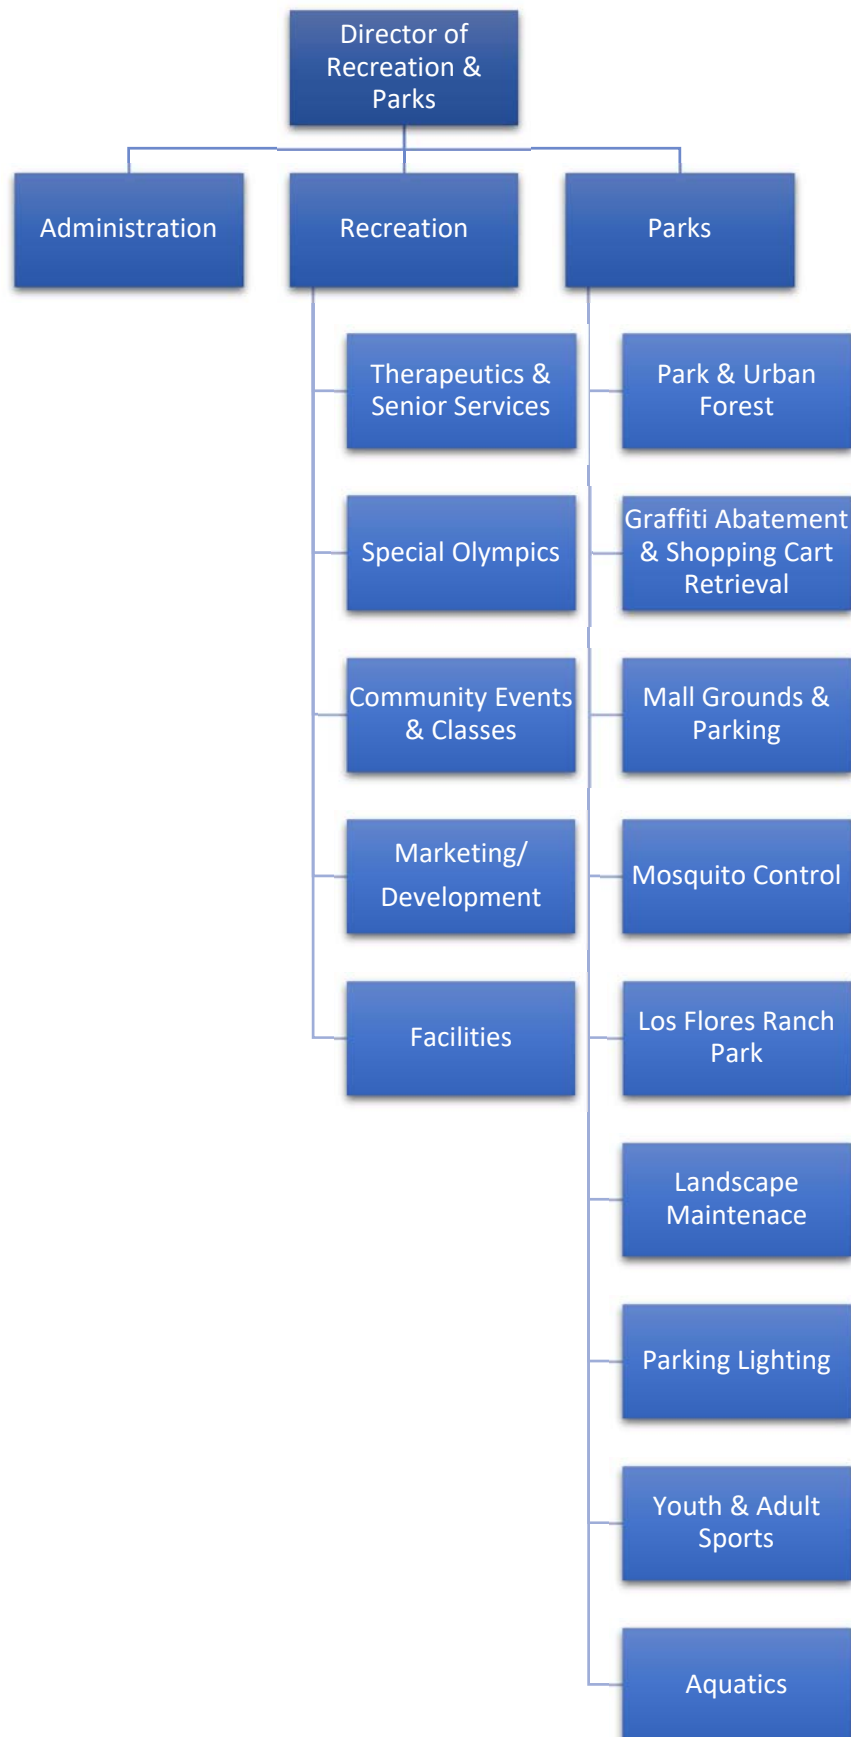 Director of
Recreation &
Parks
Administration
Recreation
Parks
Therapeutics &
Senior Services
Special Olympics
Community Events
& Classes
Marketing/
Development
Facilities
Park & Urban
Forest
Graffiti Abatement
& Shopping Cart
Retrieval
Mall Grounds &
Parking
Mosquito Control
Los Flores Ranch
Park
Landscape
Maintenace
Parking Lighting
Youth & Adult
Sports
Aquatics